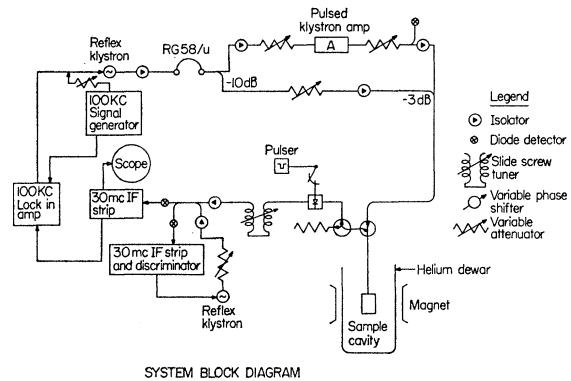 Pulsed
klystron amp
Reflex
klystron
RG58/u
A
-10dB
-3dB
100KC
Signal
generator
Scope
Pulser
100KC
Lock in
amp
30mc IF
strip
30mc IF strip
and discriminator
Reflex
klystron
Helium dewar
Magnet
Sample
cavity
Legend
Isolator
Diode detector
Slide screw
tuner
Variable phase
shifter
Variable
attenuator
SYSTEM BLOCK DIAGRAM